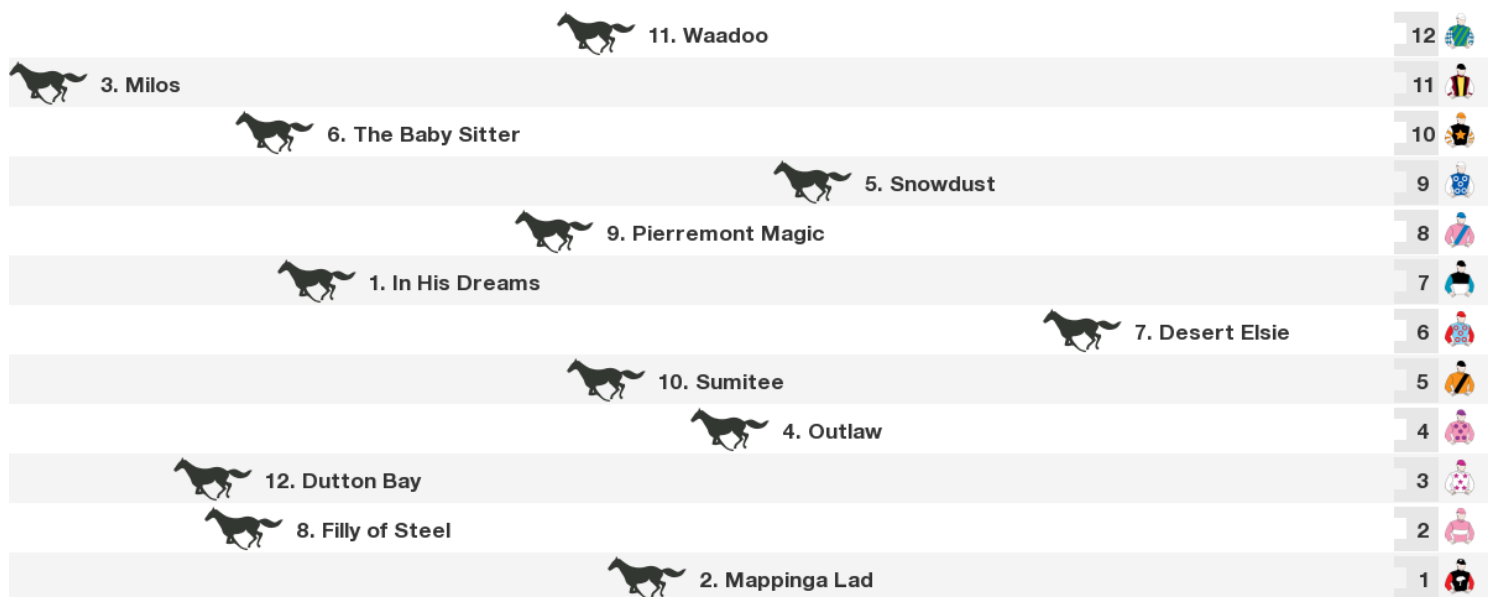 11. Waadoo 12
3. Milos 11
6. The Baby Sitter 10
5. Snowdust 9
9. Pierremont Magic 8
1. In His Dreams 7
7. Desert Elsie 6
10. Sumitee 5
4. Outlaw 4
12. Dutton Bay 3
8. Filly of Steel 2
2. Mappinga Lad 1